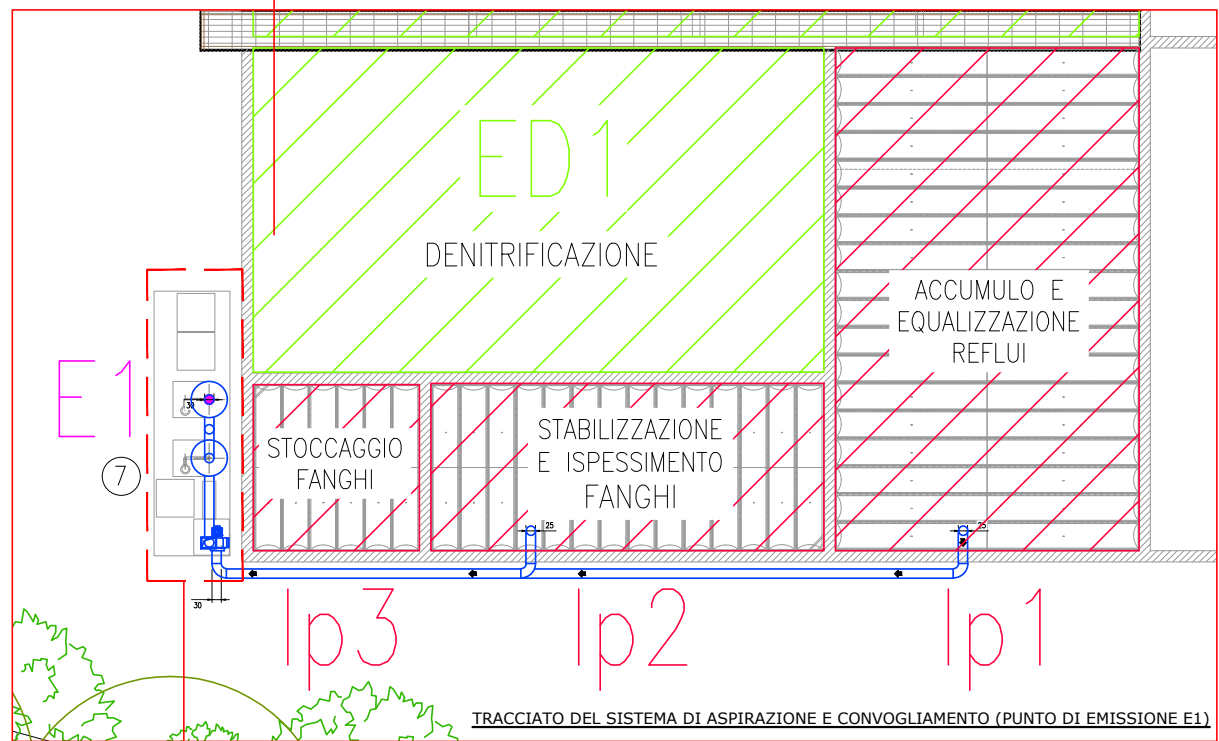 ED1
DENITRIFICAZIONE
ACCUMULO E
EQUALIZZAZIONE
REFLUI
E1
7
30
STOCCAGGIO
FANGHI
STABILIZZAZIONE
E ISPESSIMENTO
FANGHI
25
25
30
Ip3
Ip2
Ip1
TRACCIATO DEL SISTEMA DI ASPIRAZIONE E CONVOGLIAMENTO (PUNTO DI EMISSIONE E1)